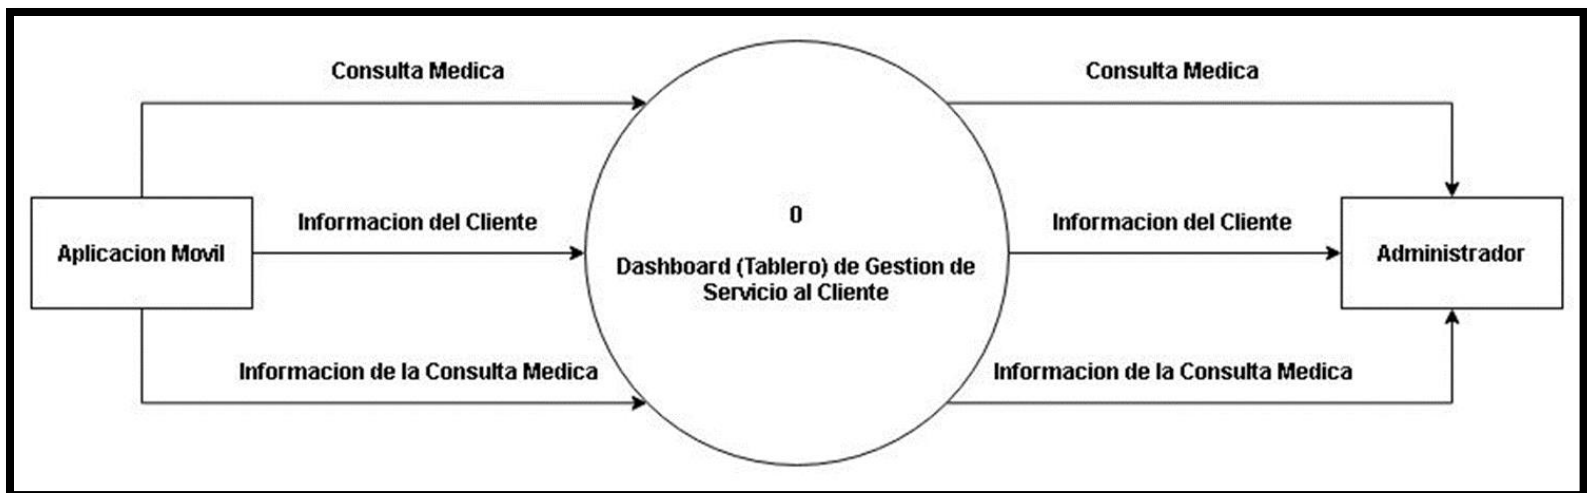 Consulta Medica
Consulta Medica
Informacion del Cliente
0
Informacion del Cliente
Aplicacion Movil
Dashboard (Tablero) de Gestion de
Servicio al Cliente
Administrador
Informacion de la Consulta Medica
Informacion de la Consulta Medica